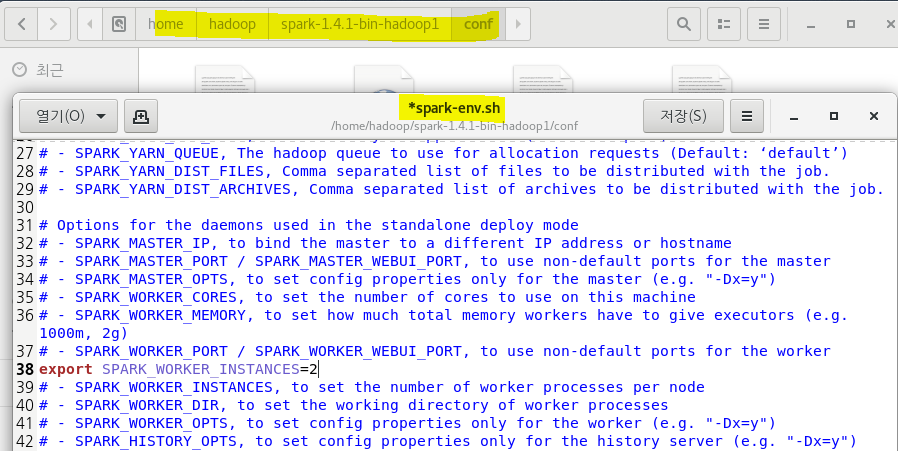 home hadoop spark-1.4.1-bin-hadoop1 conf
최근
열기(O) *spark-env.sh 저장(S)
/home/hadoop/spark-1.4.1-bin-hadoop1/conf
27 # - SPARK_YARN_QUEUE, The hadoop queue to use for allocation requests (Default: ‘default’)
28 # - SPARK_YARN_DIST_FILES, Comma separated list of files to be distributed with the job.
29 # - SPARK_YARN_DIST_ARCHIVES, Comma separated list of archives to be distributed with the job.
30
31 # Options for the daemons used in the standalone deploy mode
32 # - SPARK_MASTER_IP, to bind the master to a different IP address or hostname
33 # - SPARK_MASTER_PORT / SPARK_MASTER_WEBUI_PORT, to use non-default ports for the master
34 # - SPARK_MASTER_OPTS, to set config properties only for the master (e.g. "-Dx=y")
35 # - SPARK_WORKER_CORES, to set the number of cores to use on this machine
36 # - SPARK_WORKER_MEMORY, to set how much total memory workers have to give executors (e.g.
1000m, 2g)
37 # - SPARK_WORKER_PORT / SPARK_WORKER_WEBUI_PORT, to use non-default ports for the worker
38 export SPARK_WORKER_INSTANCES=2
39 # - SPARK_WORKER_INSTANCES, to set the number of worker processes per node
40 # - SPARK_WORKER_DIR, to set the working directory of worker processes
41 # - SPARK_WORKER_OPTS, to set config properties only for the worker (e.g. "-Dx=y")
42 # - SPARK_HISTORY_OPTS, to set config properties only for the history server (e.g. "-Dx=y")